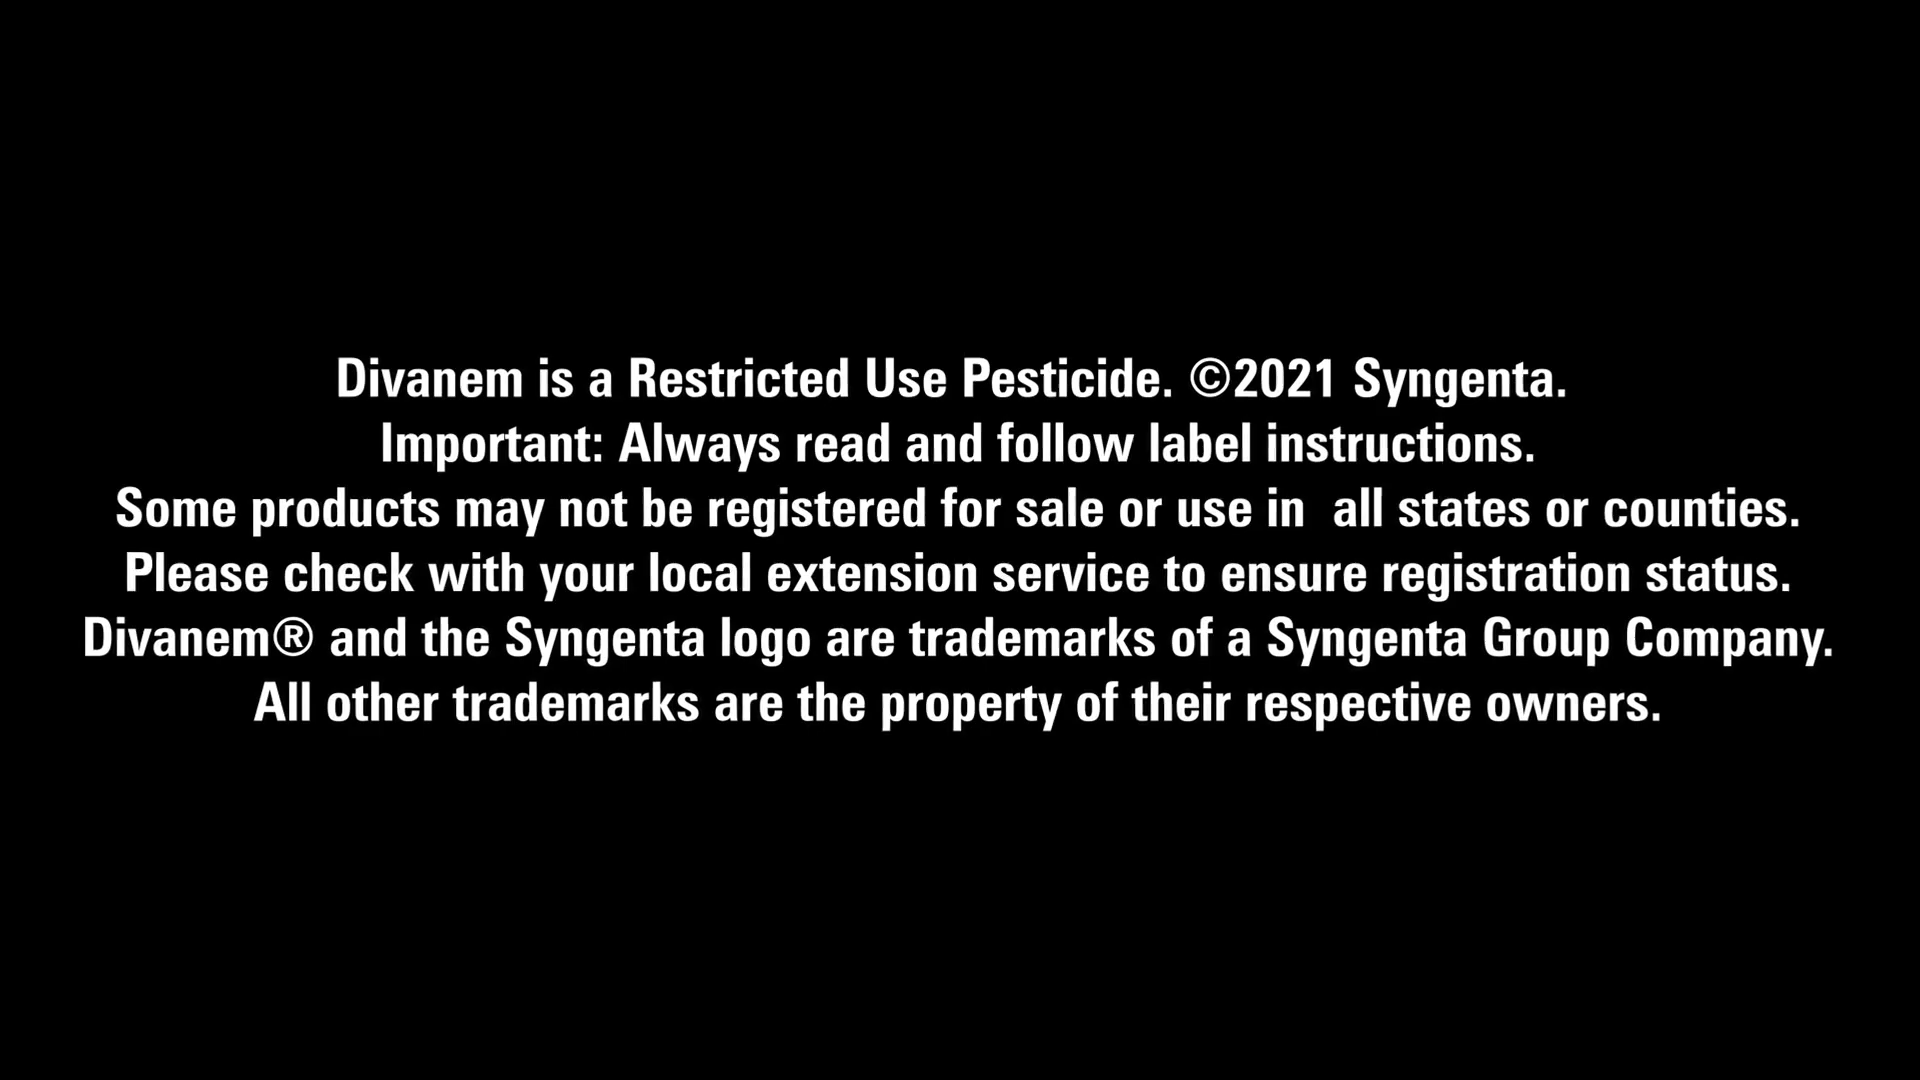 Divanem is a Restricted Use Pesticide. ©2021 Syngenta.
Important: Always read and follow label instructions.
Some products may not be registered for sale or use in  all states or counties.
Please check with your local extension service to ensure registration status.
Divanem® and the Syngenta logo are trademarks of a Syngenta Group Company.
All other trademarks are the property of their respective owners.